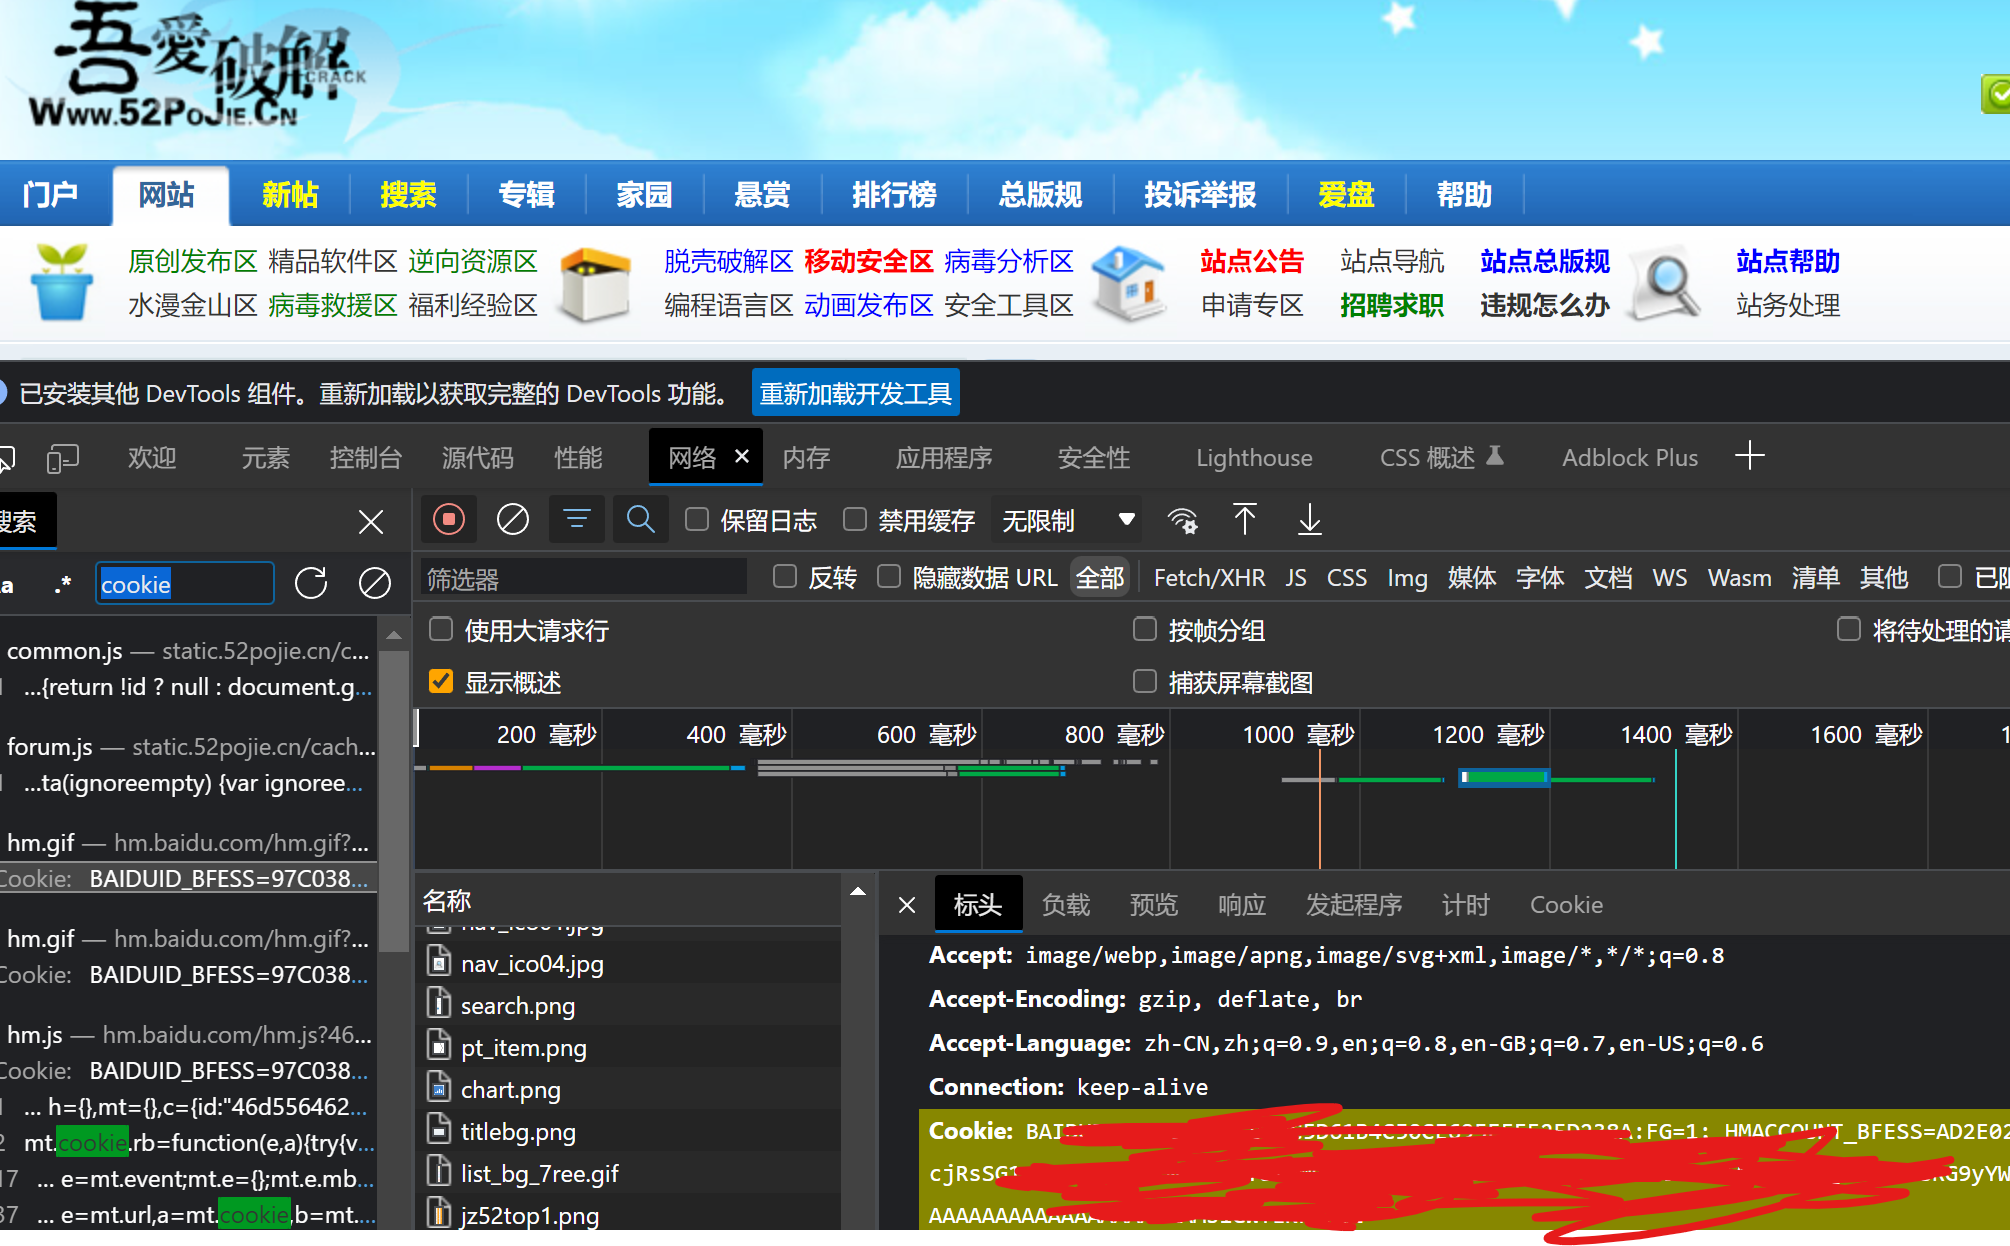 吾愛破解
CRACK
Www.52PoJie.Cn
门户 网站 新帖 搜索 专辑 家园 悬赏 排行榜 总版规 投诉举报 爱盘 帮助
原创发布区 精品软件区 逆向资源区 脱壳破解区 移动安全区 病毒分析区 站点公告 站点导航 站点总版规 站点帮助
水漫金山区 病毒救援区 福利经验区 编程语言区 动画发布区 安全工具区 申请专区 招聘求职 违规怎么办 站务处理
已安装其他 DevTools 组件。重新加载以获取完整的 DevTools 功能。 重新加载开发工具
欢迎 元素 控制台 源代码 性能 网络 内存 应用程序 安全性 Lighthouse CSS 概述 Adblock Plus
搜索
保留日志 禁用缓存 无限制
a .* cookie
筛选器 反转 隐藏数据 URL 全部 Fetch/XHR JS CSS Img 媒体 字体 文档 WS Wasm 清单 其他
使用大请求行 按帧分组 将待处理的
显示概述 捕获屏幕截图
200 毫秒 400 毫秒 600 毫秒 800 毫秒 1000 毫秒 1200 毫秒 1400 毫秒 1600 毫秒
common.js — static.52pojie.cn/c...
...{return !id ? null : document.g...
forum.js — static.52pojie.cn/cach...
...ta(ignoreempty) {var ignoree...
hm.gif — hm.baidu.com/hm.gif?...
Cookie: BAIDUID_BFESS=97C038...
hm.gif — hm.baidu.com/hm.gif?...
Cookie: BAIDUID_BFESS=97C038...
hm.js — hm.baidu.com/hm.js?46...
Cookie: BAIDUID_BFESS=97C038...
... h={},mt={},c={id:"46d556462...
2 mt.cookie.rb=function(e,a){try{v...
17 ... e=mt.event;mt.e={};mt.e.mb...
37 ... e=mt.url,a=mt.cookie,b=mt....
名称
nav_ico04.jpg
search.png
pt_item.png
chart.png
titlebg.png
list_bg_7ree.gif
jz52top1.png
标头 负载 预览 响应 发起程序 计时 Cookie
Accept: image/webp,image/apng,image/svg+xml,image/*,*/*;q=0.8
Accept-Encoding: gzip, deflate, br
Accept-Language: zh-CN,zh;q=0.9,en;q=0.8,en-GB;q=0.7,en-US;q=0.6
Connection: keep-alive
Cookie: :FG=1; HMACCOUNT_BFESS=AD2E02
cjRsSG G9yYW
AAAAAAAAAAA